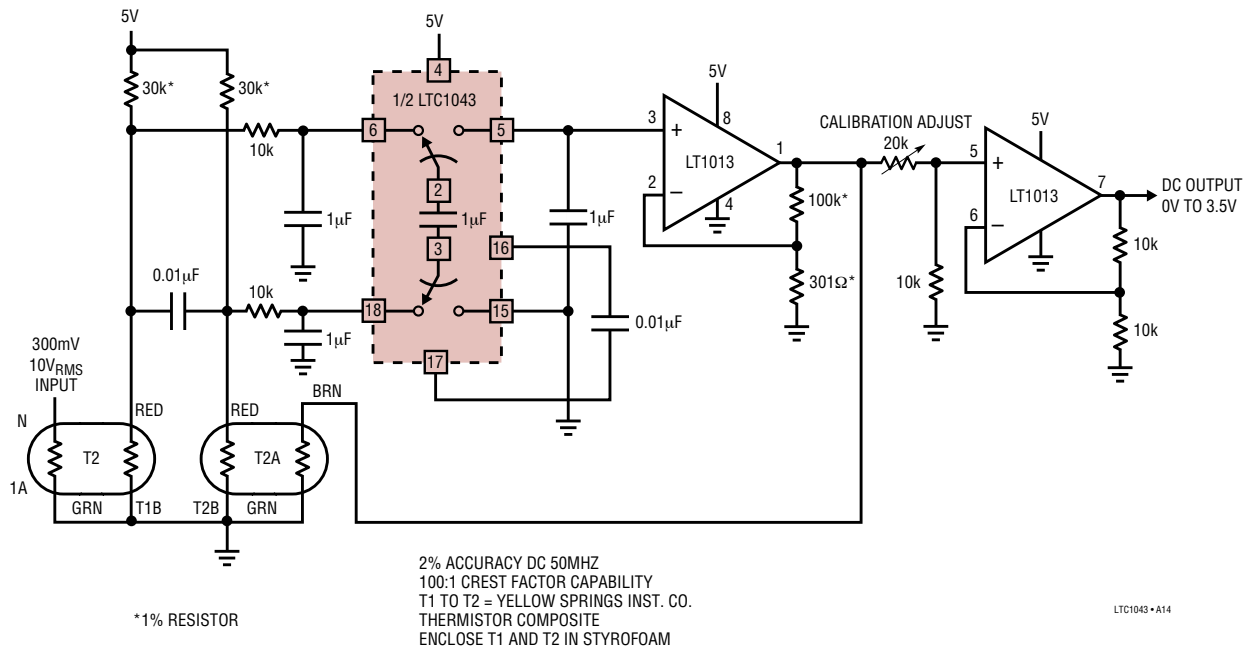 5V
5V
30k*
30k*
4
5V
1/2 LTC1043
CALIBRATION ADJUST
5V
6
5
3
+
8
20k
5
+
10k
LT1013
1
LT1013
7
DC OUTPUT
0V TO 3.5V
2
2
–
4
100k*
6
–
1µF
1µF
1µF
3
16
10k
0.01µF
10k
301Ω*
10k
18
15
0.01µF
10k
1µF
300mV
10VRMS
INPUT
17
BRN
RED
RED
N
T2
T2A
1A
GRN
T1B
T2B
GRN
2% ACCURACY DC 50MHZ
100:1 CREST FACTOR CAPABILITY
T1 TO T2 = YELLOW SPRINGS INST. CO.
THERMISTOR COMPOSITE
ENCLOSE T1 AND T2 IN STYROFOAM
*1% RESISTOR
LTC1043 • A14